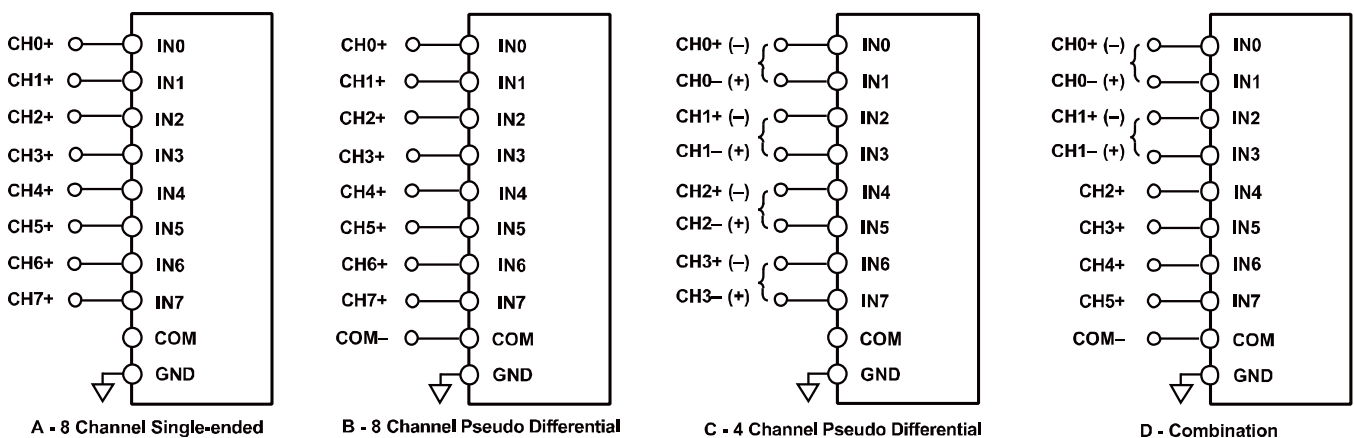 CH0+ IN0
CH1+ IN1
CH2+ IN2
CH3+ IN3
CH4+ IN4
CH5+ IN5
CH6+ IN6
CH7+ IN7
COM
GND
A - 8 Channel Single-ended
CH0+ IN0
CH1+ IN1
CH2+ IN2
CH3+ IN3
CH4+ IN4
CH5+ IN5
CH6+ IN6
CH7+ IN7
COM– COM
GND
B - 8 Channel Pseudo Differential
CH0+ (–) IN0
CH0– (+) IN1
CH1+ (–) IN2
CH1– (+) IN3
CH2+ (–) IN4
CH2– (+) IN5
CH3+ (–) IN6
CH3– (+) IN7
COM
GND
C - 4 Channel Pseudo Differential
CH0+ (–) IN0
CH0– (+) IN1
CH1+ (–) IN2
CH1– (+) IN3
CH2+ IN4
CH3+ IN5
CH4+ IN6
CH5+ IN7
COM– COM
GND
D - Combination